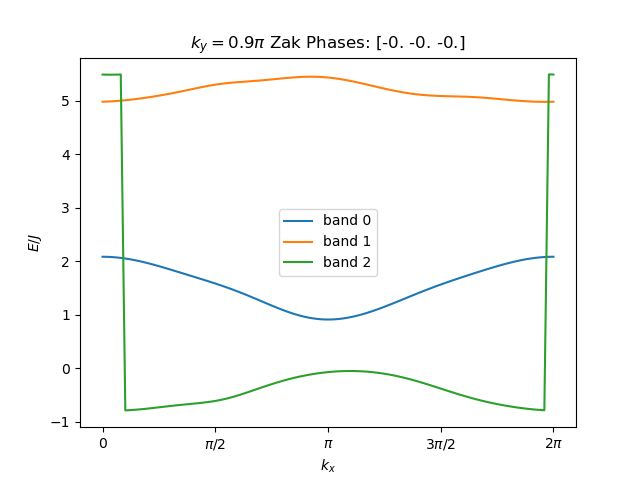 k_y = 0.9π Zak Phases: [-0. -0. -0.]
E/J
5
4
3
2
1
0
−1
band 0
band 1
band 2
0 π/2 π 3π/2 2π
k_x